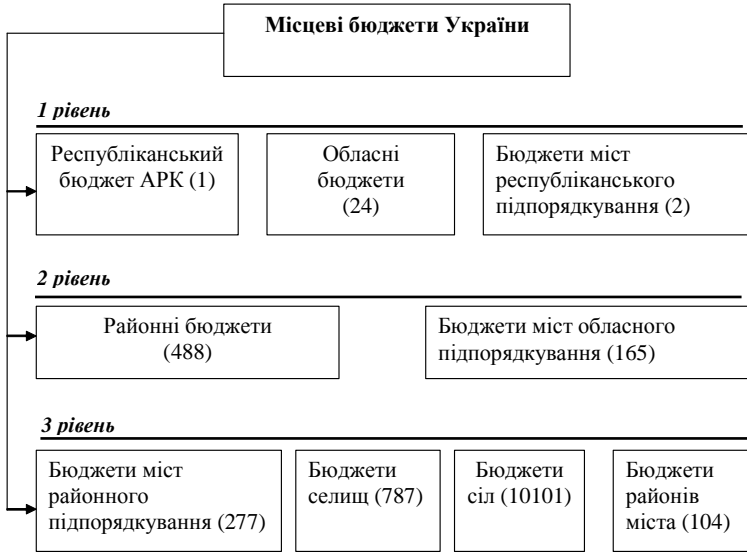 Місцеві бюджети України
1 рівень
Республіканський
бюджет АРК (1)
Обласні
бюджети
(24)
Бюджети міст
республіканського
підпорядкування (2)
2 рівень
Районні бюджети
(488)
Бюджети міст обласного
підпорядкування (165)
3 рівень
Бюджети міст
районного
підпорядкування (277)
Бюджети
селищ (787)
Бюджети
сіл (10101)
Бюджети
районів
міста (104)